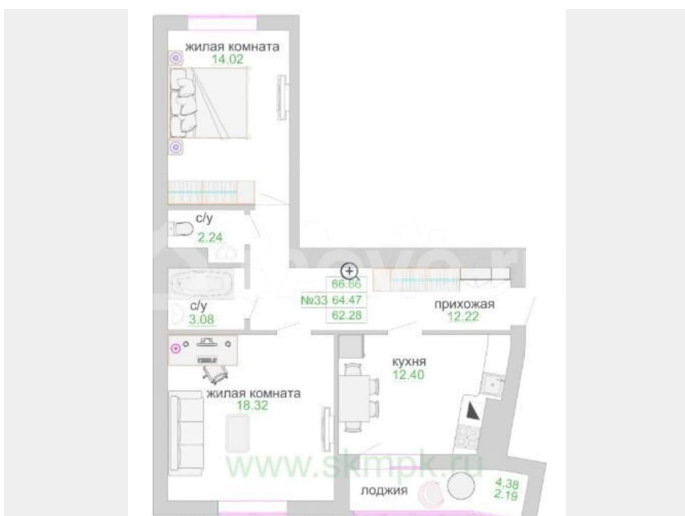 жилая комната
14.02
с/у
2.24
66.66
№33 64.47
62.28
с/у
3.08
прихожая
12.22
кухня
12.40
жилая комната
18.32
www.skmpk.ru
лоджия
4,38
2.19